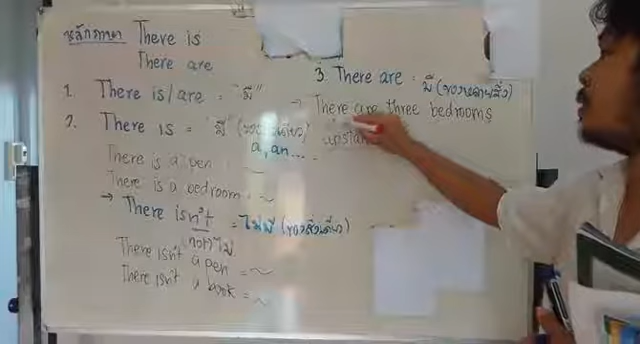 หลักภาษา There is
There are
1. There is/are = "มี"
2. There is = "มี" (ของสิ่งเดียว)
a, an...
There is a pen = ~
There is a bedroom = ~
→ There isn't = ไม่มี (ของสิ่งเดียว)
(not) ไม่
There isn't a pen = ~
There isn't a book = ~
3. There are = มี (ของหลายสิ่ง)
→ There are three bedrooms